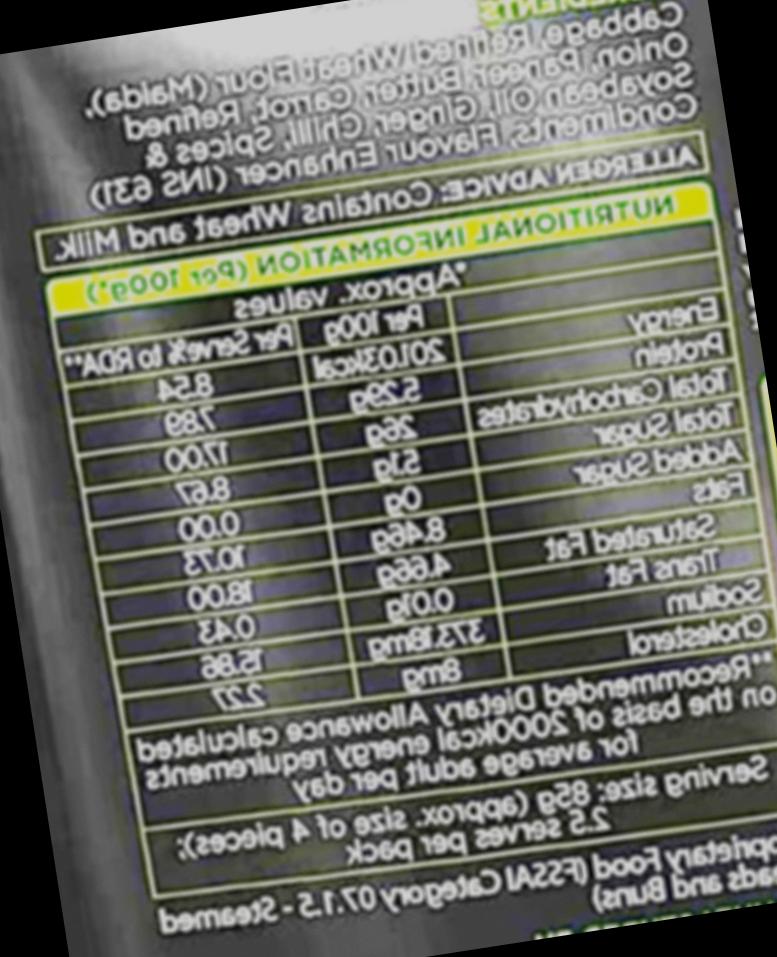 INGREDIENTS
Cabbage, Refined Wheat Flour (Maida),
Onion, Paneer, Butter, Carrot, Refined
Soyabean Oil, Ginger, Chilli, Spices &
Condiments, Flavour Enhancer (INS 631)
ALLERGEN ADVICE: Contains Wheat and Milk.
NUTRITIONAL INFORMATION (Per 100g*)
*Approx. values
Per 100g Per Serve% to RDA**
Energy 201.03kcal 8.54
Protein 5.29g 7.89
Total Carbohydrates 26g 17.00
Total Sugar 5.1g 8.67
Added Sugar 0g 0.00
Fats 8.46g 10.73
Saturated Fat 4.66g 18.00
Trans Fat 0.01g 0.43
Sodium 373.18mg 15.86
Cholesterol 8mg 2.27
**Recommended Dietary Allowance calculated
on the basis of 2000kcal energy requirements
for average adult per day
Serving size: 85g (approx. size of 4 pieces);
2.5 serves per pack
Food (FSSAI Category 07.1.5 - Steamed
and Buns)